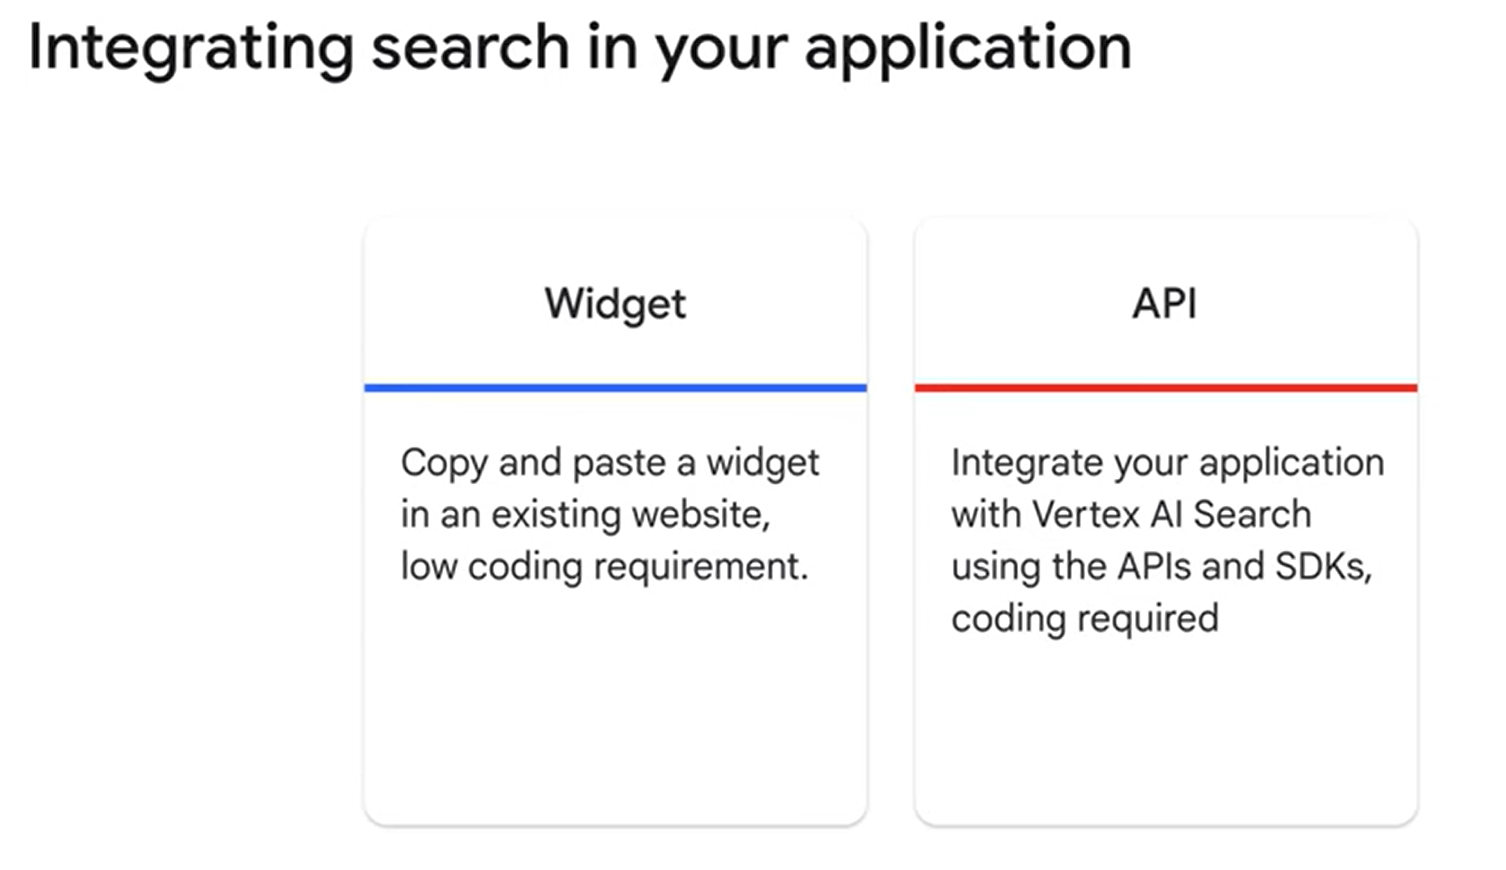 Integrating search in your application
Widget
Copy and paste a widget
in an existing website,
low coding requirement.
API
Integrate your application
with Vertex AI Search
using the APIs and SDKs,
coding required